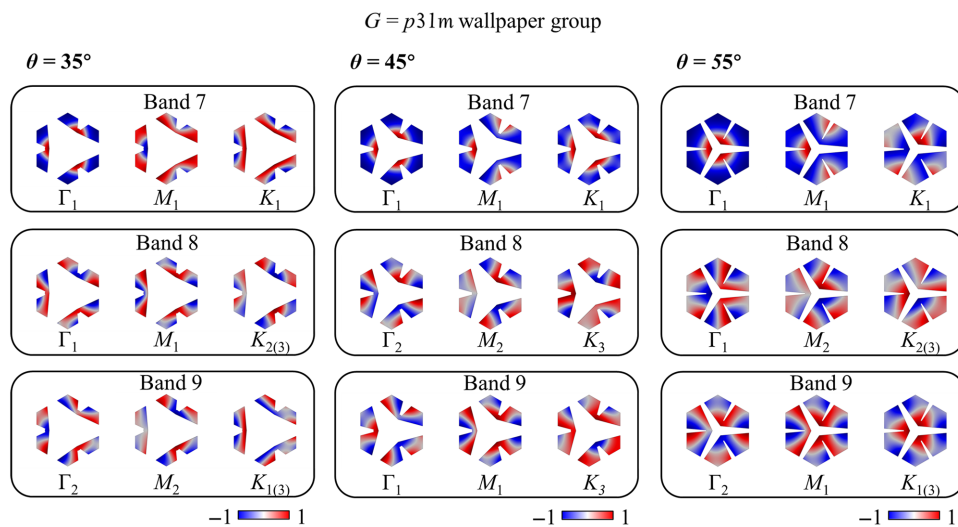 G = p31m wallpaper group
θ = 35°
θ = 45°
θ = 55°
Band 7
Γ₁ M₁ K₁
Band 7
Γ₁ M₁ K₁
Band 7
Γ₁ M₁ K₁
Band 8
Γ₁ M₁ K₂₍₃₎
Band 8
Γ₂ M₂ K₃
Band 8
Γ₁ M₂ K₂₍₃₎
Band 9
Γ₂ M₂ K₁₍₃₎
Band 9
Γ₁ M₁ K₃
Band 9
Γ₂ M₁ K₁₍₃₎
−1 1
−1 1
−1 1